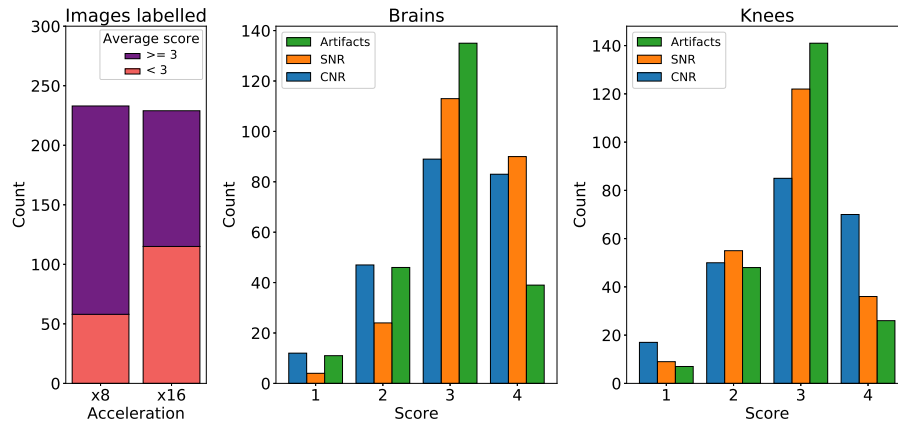 Images labelled
Average score
>= 3
< 3
300
250
200
150
100
50
0
Count
x8
x16
Acceleration
Brains
Artifacts
SNR
CNR
140
120
100
80
60
40
20
0
Count
1
2
3
4
Score
Knees
Artifacts
SNR
CNR
140
120
100
80
60
40
20
0
Count
1
2
3
4
Score